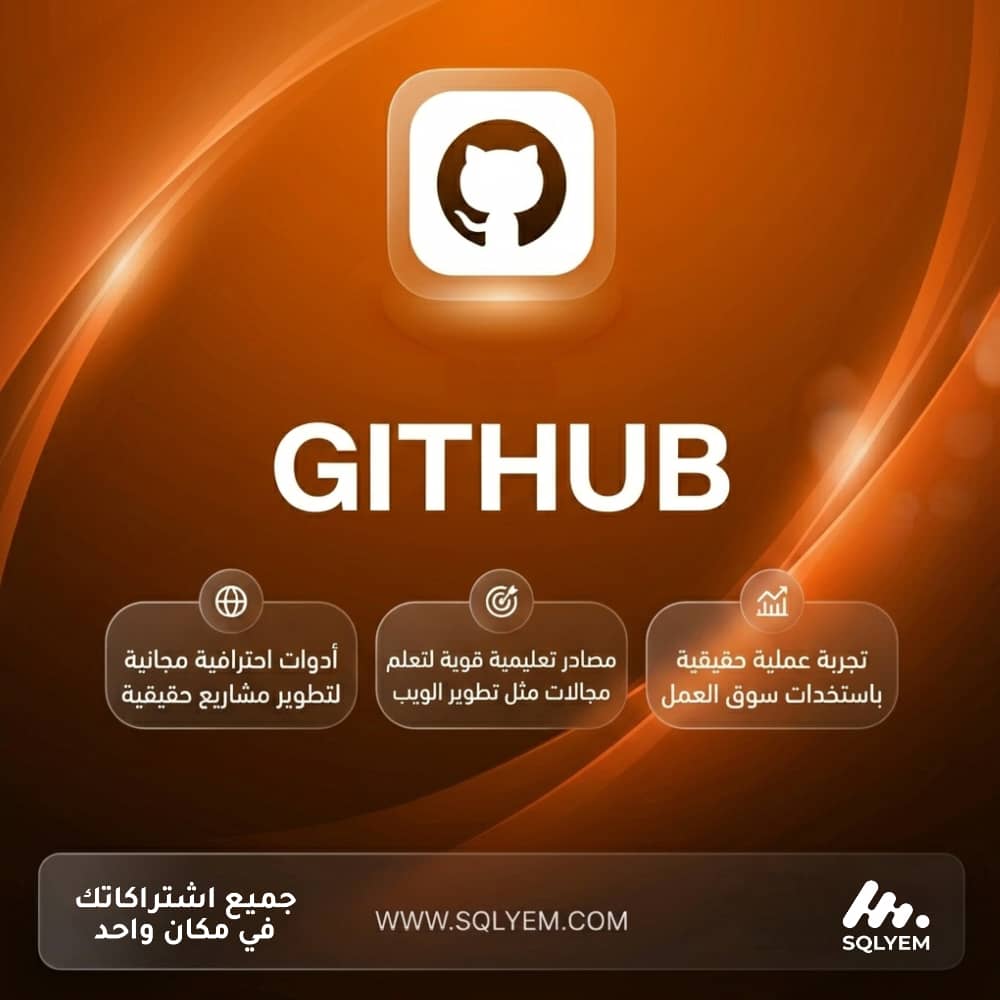 GITHUB
تجربة عملية حقيقية
باستخدات سوق العمل
مصادر تعليمية قوية لتعلم
مجالات مثل تطوير الويب
أدوات احترافية مجانية
لتطوير مشاريع حقيقية
جميع اشتراكاتك
في مكان واحد
WWW.SQLYEM.COM
SQLYEM